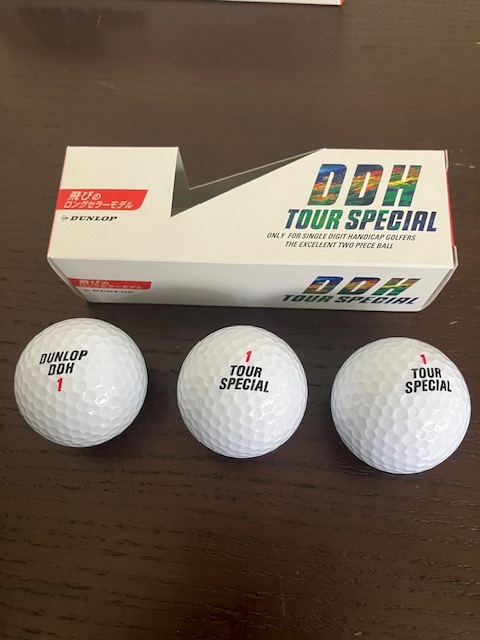 飛びの
ロングセラーモデル
DUNLOP
DDH
TOUR SPECIAL
ONLY FOR SINGLE DIGIT HANDICAP GOLFERS
THE EXCELLENT TWO PIECE BALL
飛びの
ロングセラーモデル
DUNLOP
DDH
TOUR SPECIAL
DUNLOP
DDH
1
1
TOUR
SPECIAL
1
TOUR
SPECIAL